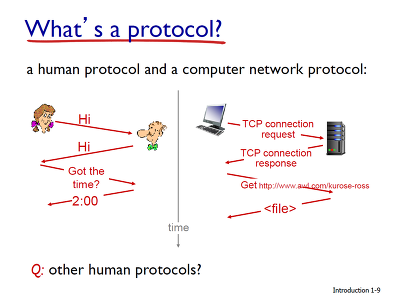 What's a protocol?
a human protocol and a computer network protocol:
Hi
Hi
Got the
time?
2:00
TCP connection
request
TCP connection
response
Get http://www.awl.com/kurose-ross
<file>
time
Q: other human protocols?
Introduction 1-9